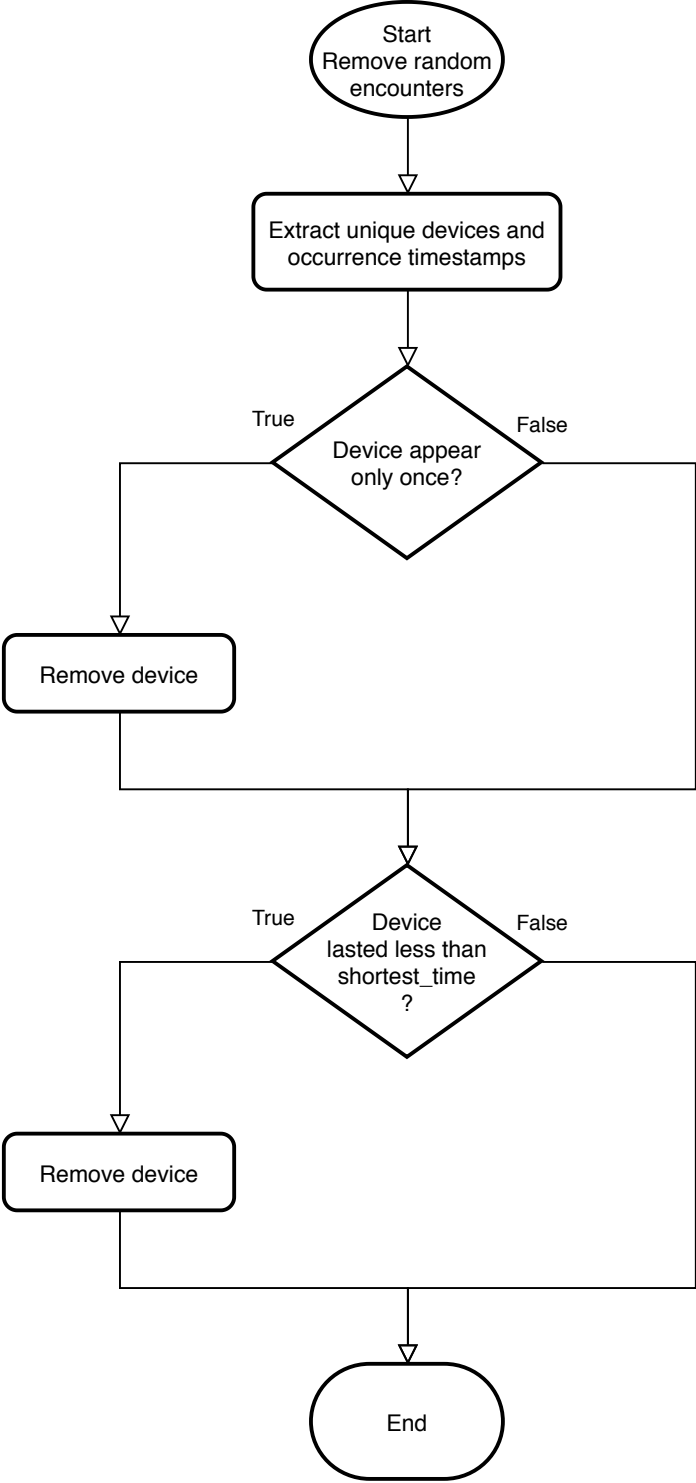 Start
Remove random
encounters
Extract unique devices and
occurrence timestamps
True
False
Device appear
only once?
Remove device
True
False
Device
lasted less than
shortest_time
?
Remove device
End